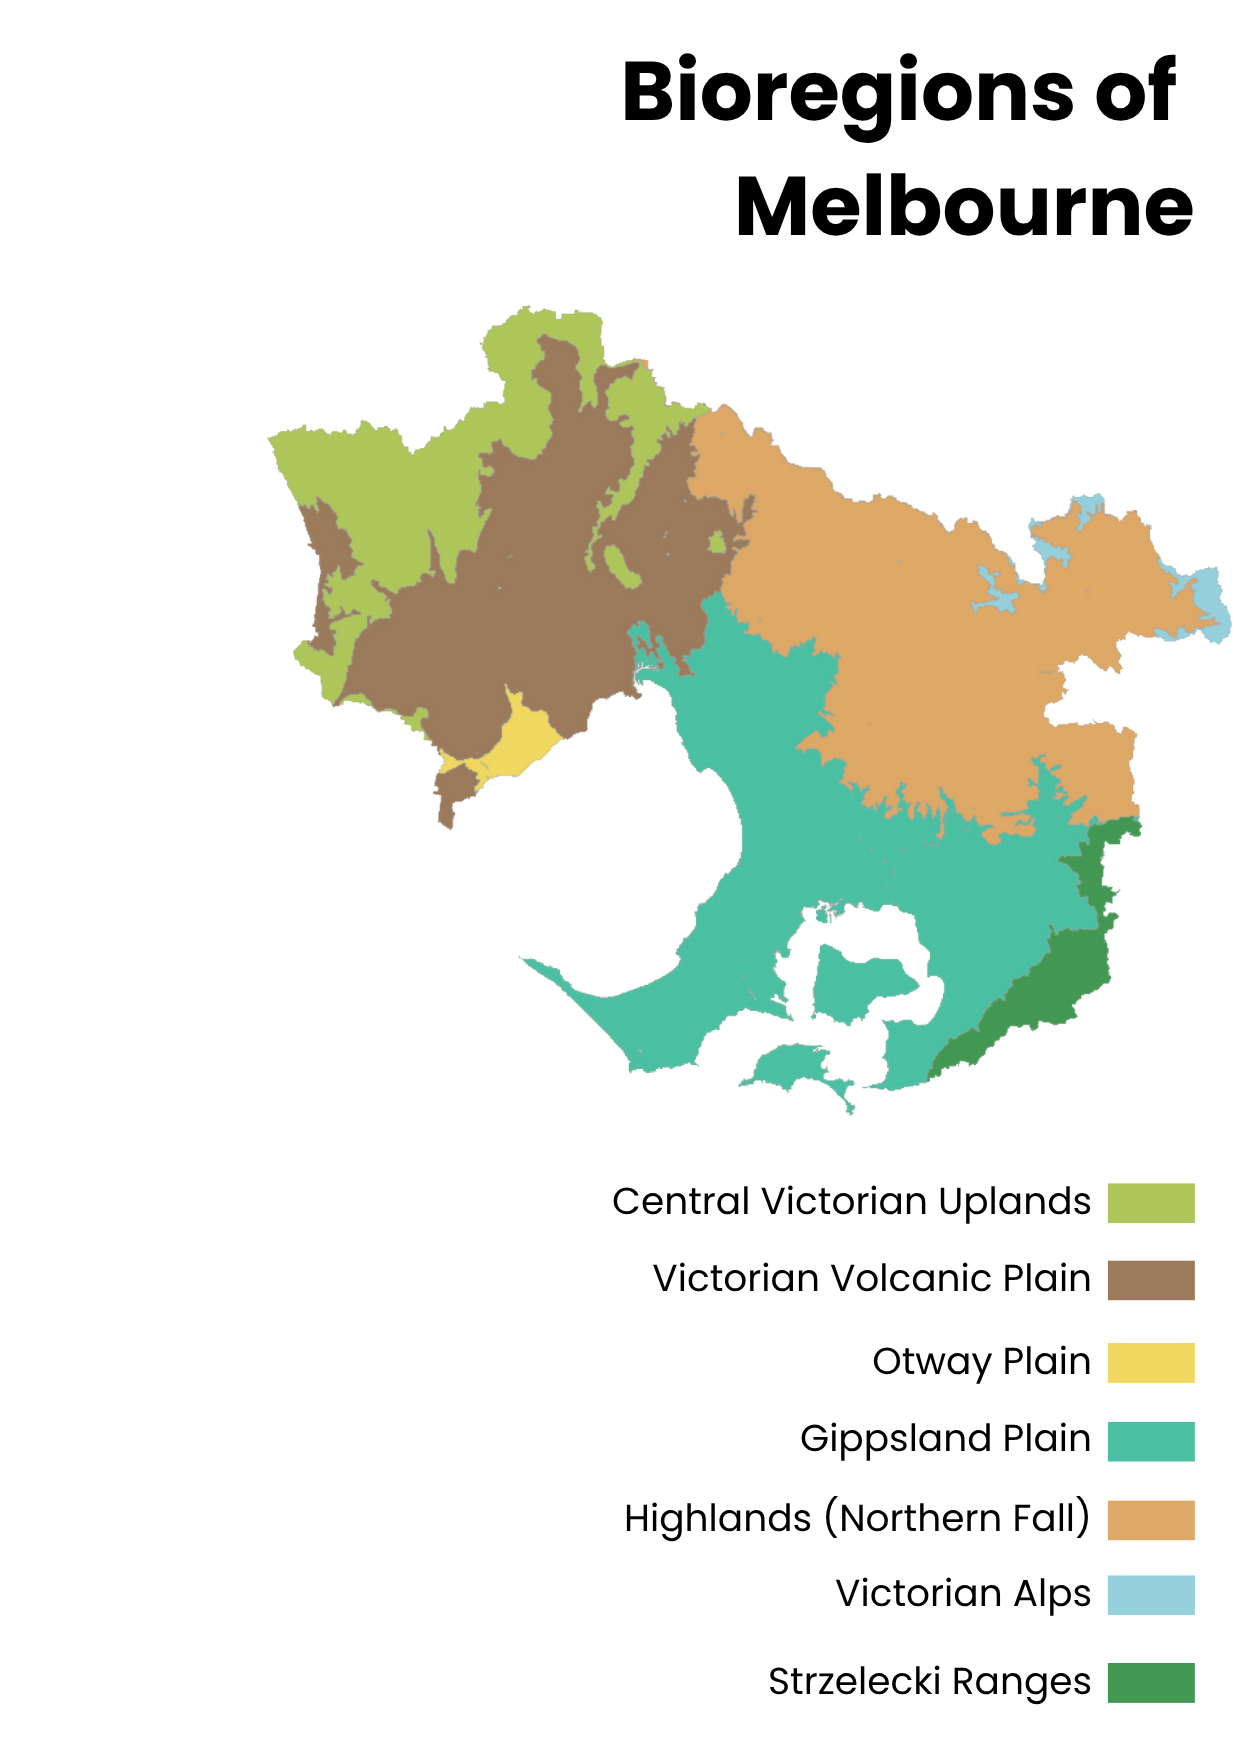 Bioregions of
Melbourne
Central Victorian Uplands
Victorian Volcanic Plain
Otway Plain
Gippsland Plain
Highlands (Northern Fall)
Victorian Alps
Strzelecki Ranges